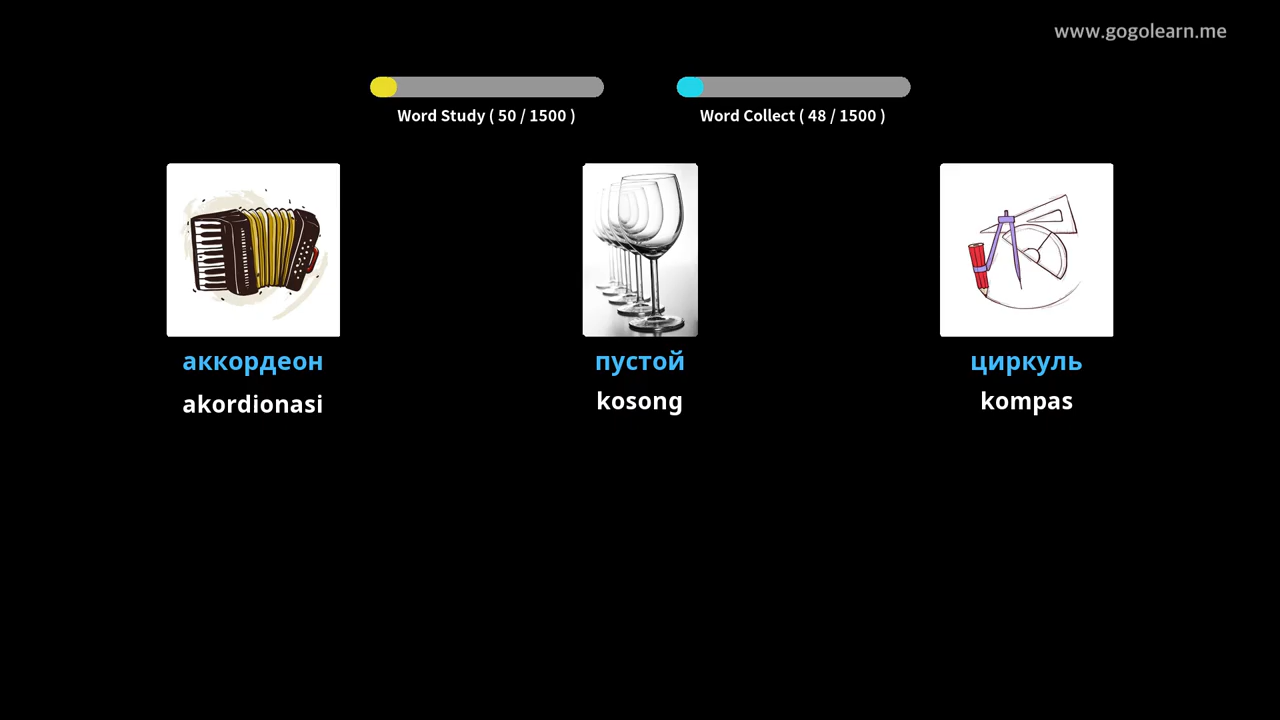 www.gogolearn.me
Word Study ( 50 / 1500 )
Word Collect ( 48 / 1500 )
аккордеон
akordionasi
пустой
kosong
циркуль
kompas